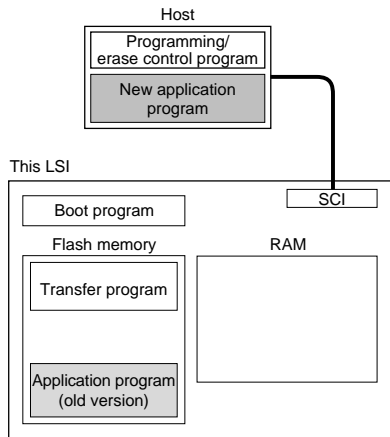 Host
Programming/
erase control program
New application
program
This LSI
SCI
Boot program
Flash memory
RAM
Transfer program
Application program
(old version)